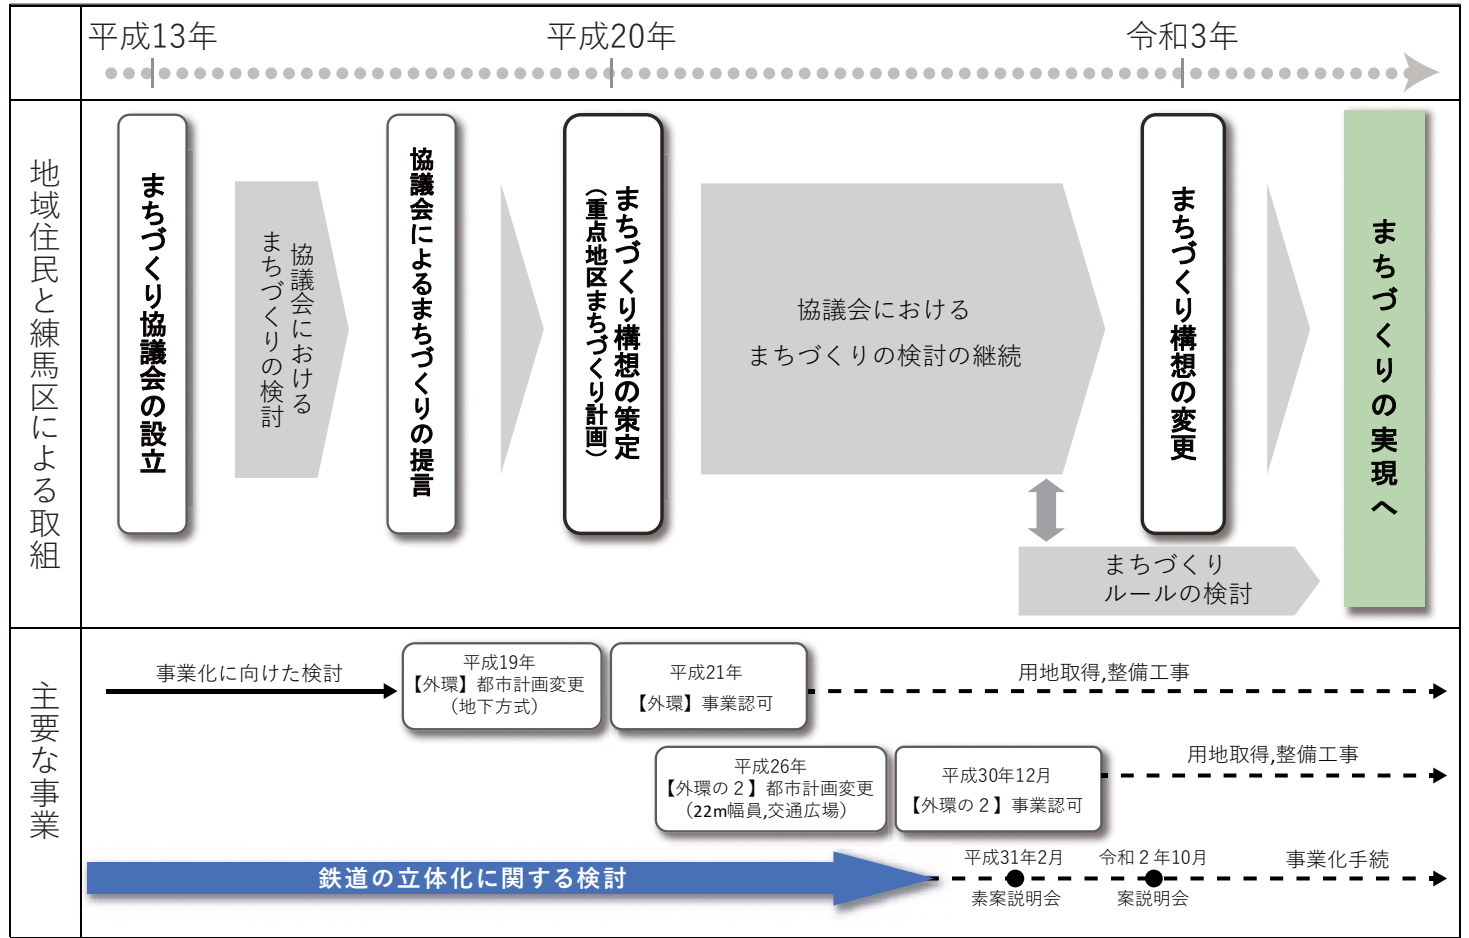 平成13年
平成20年
令和3年
地域住民と練馬区による取組
まちづくり協議会の設立
協議会における
まちづくりの検討
協議会によるまちづくりの提言
まちづくり構想の策定
（重点地区まちづくり計画）
協議会における
まちづくりの検討の継続
まちづくり構想の変更
まちづくりの実現へ
まちづくり
ルールの検討
主要な事業
事業化に向けた検討
平成19年
【外環】都市計画変更
（地下方式）
平成21年
【外環】事業認可
用地取得,整備工事
平成26年
【外環の２】都市計画変更
（22m幅員,交通広場）
平成30年12月
【外環の２】事業認可
用地取得,整備工事
鉄道の立体化に関する検討
平成31年2月
素案説明会
令和２年10月
案説明会
事業化手続